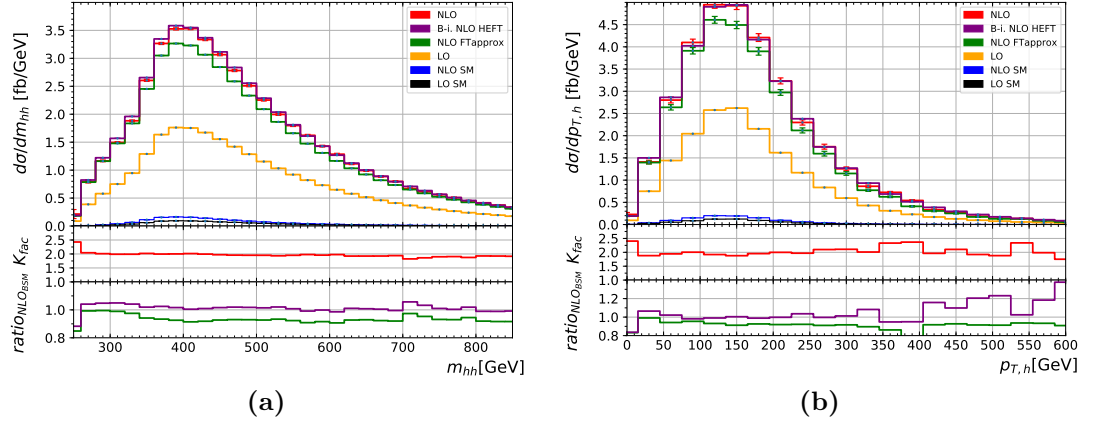 dσ/dm_hh [fb/GeV]
3.5
3.0
2.5
2.0
1.5
1.0
0.5
NLO
B-i. NLO HEFT
NLO FTapprox
LO
NLO SM
LO SM
K_fac
2.5
2.0
1.5
1.0
ratio_NLO_BSM
1.0
0.8
300 400 500 600 700 800
m_hh[GeV]
(a)
dσ/dp_T,h [fb/GeV]
4.5
4.0
3.5
3.0
2.5
2.0
1.5
1.0
0.5
0.0
NLO
B-i. NLO HEFT
NLO FTapprox
LO
NLO SM
LO SM
K_fac
2.5
2.0
1.5
1.0
ratio_NLO_BSM
1.2
1.0
0.8
0 50 100 150 200 250 300 350 400 450 500 550 600
p_T,h[GeV]
(b)